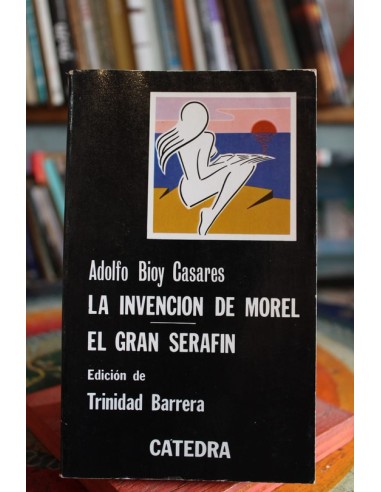 Adolfo Bioy Casares
LA INVENCION DE MOREL
EL GRAN SERAFIN
Edición de
Trinidad Barrera
CATEDRA